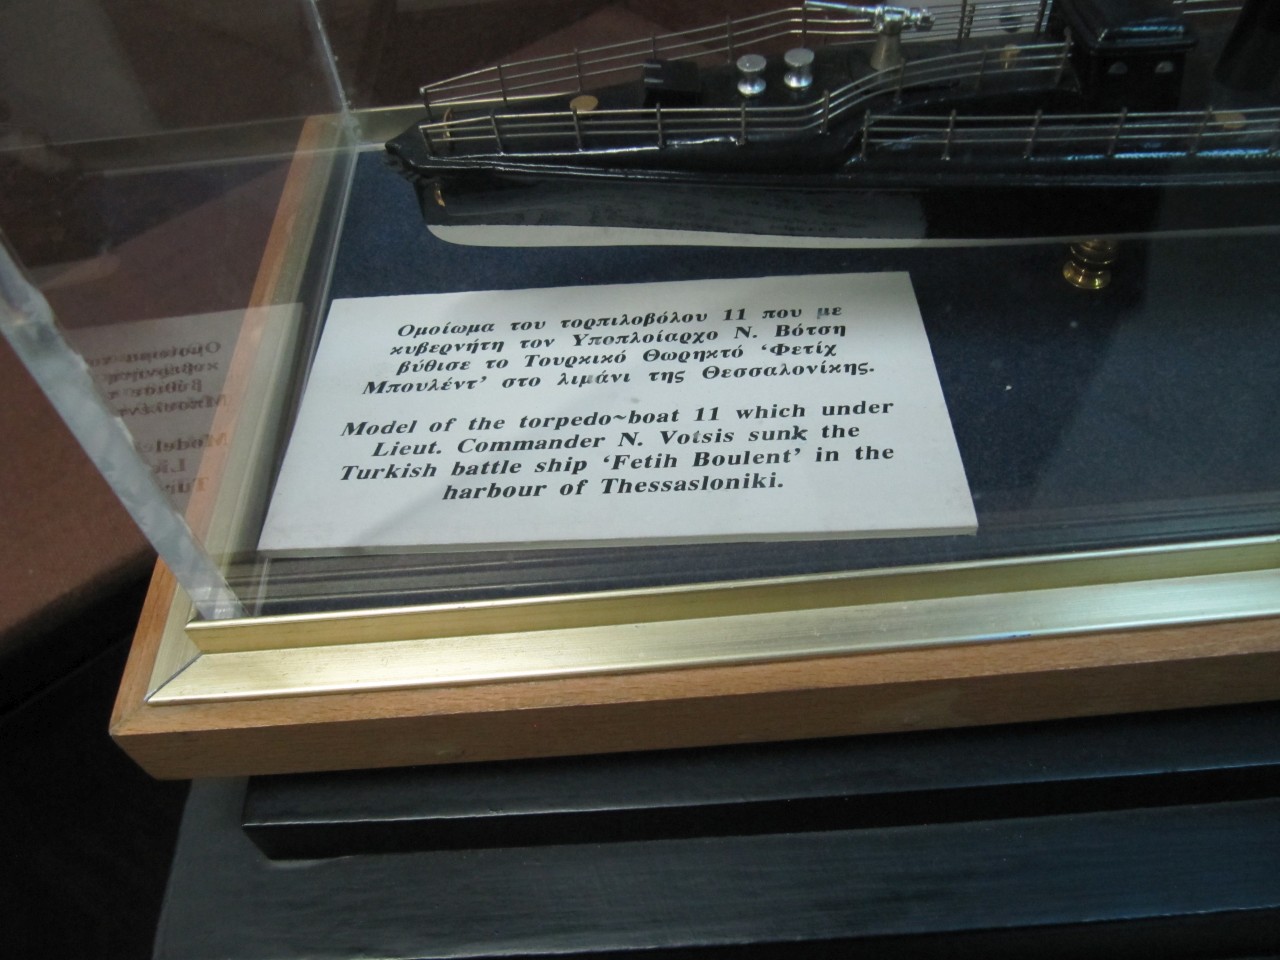 Ομοίωμα του τορπιλοβόλου 11 που με
κυβερνήτη τον Υποπλοίαρχο Ν. Βότση
βύθισε το Τουρκικό Θωρηκτό ‘Φετίχ
Μπουλέντ’ στο λιμάνι της Θεσσαλονίκης.
Model of the torpedo~boat 11 which under
Lieut. Commander N. Votsis sunk the
Turkish battle ship ‘Fetih Boulent’ in the
harbour of Thessasloniki.